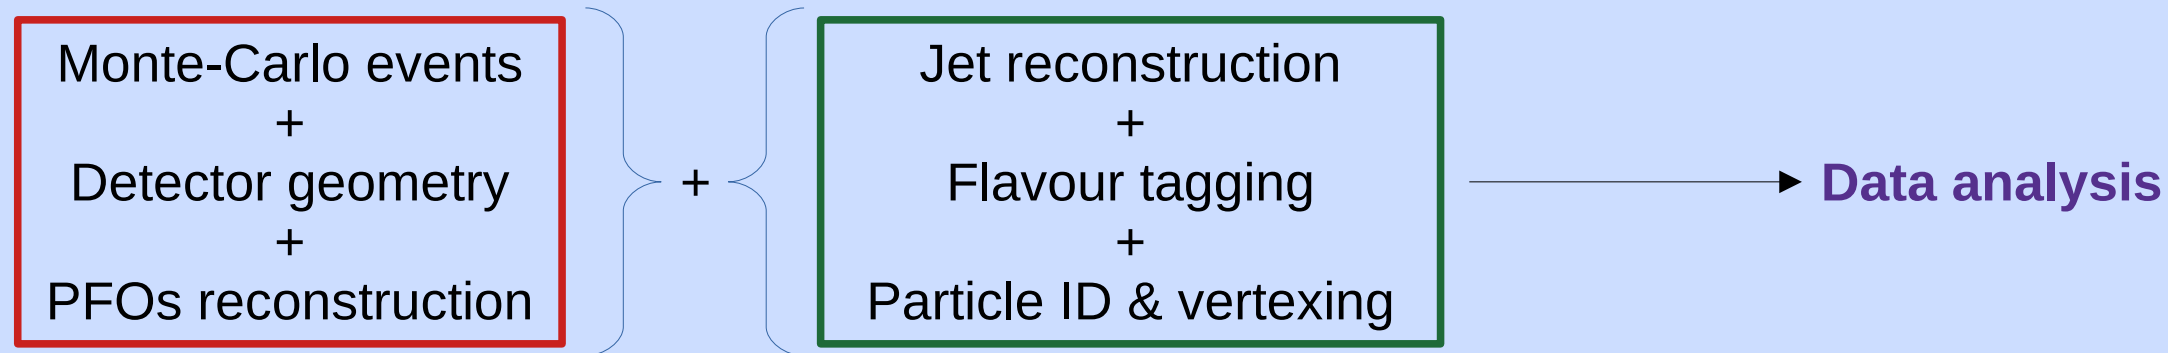 Monte-Carlo events
+
Detector geometry
+
PFOs reconstruction
+
Jet reconstruction
+
Flavour tagging
+
Particle ID & vertexing
Data analysis